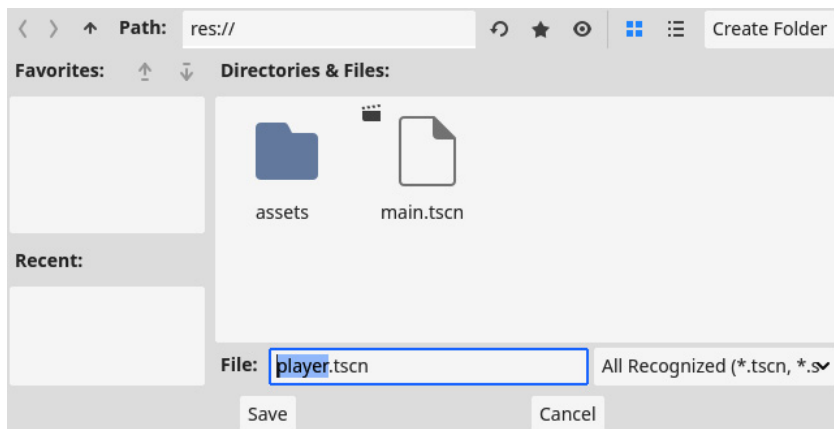 Path: res:// Create Folder
Favorites: Directories & Files:
assets main.tscn
Recent:
File: player.tscn All Recognized (*.tscn, *.s
Save Cancel